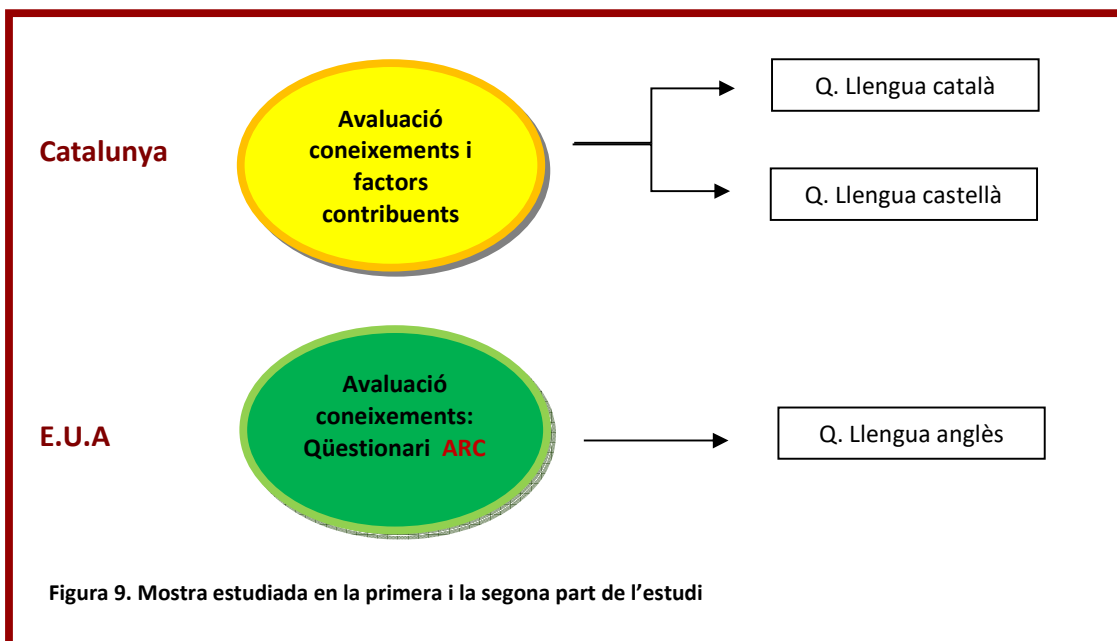 Catalunya
Avaluació
coneixements i
factors
contribuents
Q. Llengua català
Q. Llengua castellà
E.U.A
Avaluació
coneixements:
Qüestionari ARC
Q. Llengua anglès
Figura 9. Mostra estudiada en la primera i la segona part de l’estudi